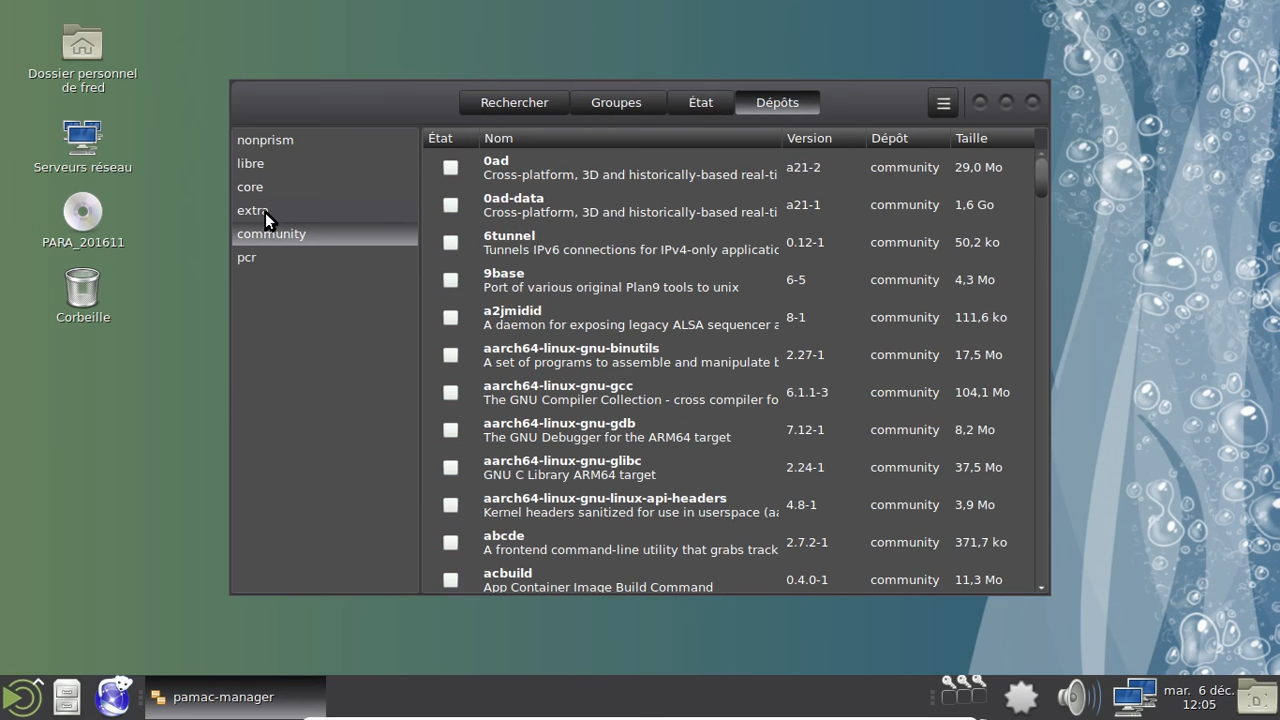 Dossier personnel
de fred
Serveurs réseau
PARA_201611
Corbeille
Rechercher
Groupes
État
Dépôts
nonprism
libre
core
extra
community
pcr
État Nom Version Dépôt Taille
0ad
Cross-platform, 3D and historically-based real-ti
a21-2 community 29,0 Mo
0ad-data
Cross-platform, 3D and historically-based real-ti
a21-1 community 1,6 Go
6tunnel
Tunnels IPv6 connections for IPv4-only applicatic
0.12-1 community 50,2 ko
9base
Port of various original Plan9 tools to unix
6-5 community 4,3 Mo
a2jmidid
A daemon for exposing legacy ALSA sequencer a
8-1 community 111,6 ko
aarch64-linux-gnu-binutils
A set of programs to assemble and manipulate b
2.27-1 community 17,5 Mo
aarch64-linux-gnu-gcc
The GNU Compiler Collection - cross compiler fo
6.1.1-3 community 104,1 Mo
aarch64-linux-gnu-gdb
The GNU Debugger for the ARM64 target
7.12-1 community 8,2 Mo
aarch64-linux-gnu-glibc
GNU C Library ARM64 target
2.24-1 community 37,5 Mo
aarch64-linux-gnu-linux-api-headers
Kernel headers sanitized for use in userspace (aa
4.8-1 community 3,9 Mo
abcde
A frontend command-line utility that grabs track
2.7.2-1 community 371,7 ko
acbuild
App Container Image Build Command
0.4.0-1 community 11,3 Mo
pamac-manager
mar. 6 déc.
12:05
D